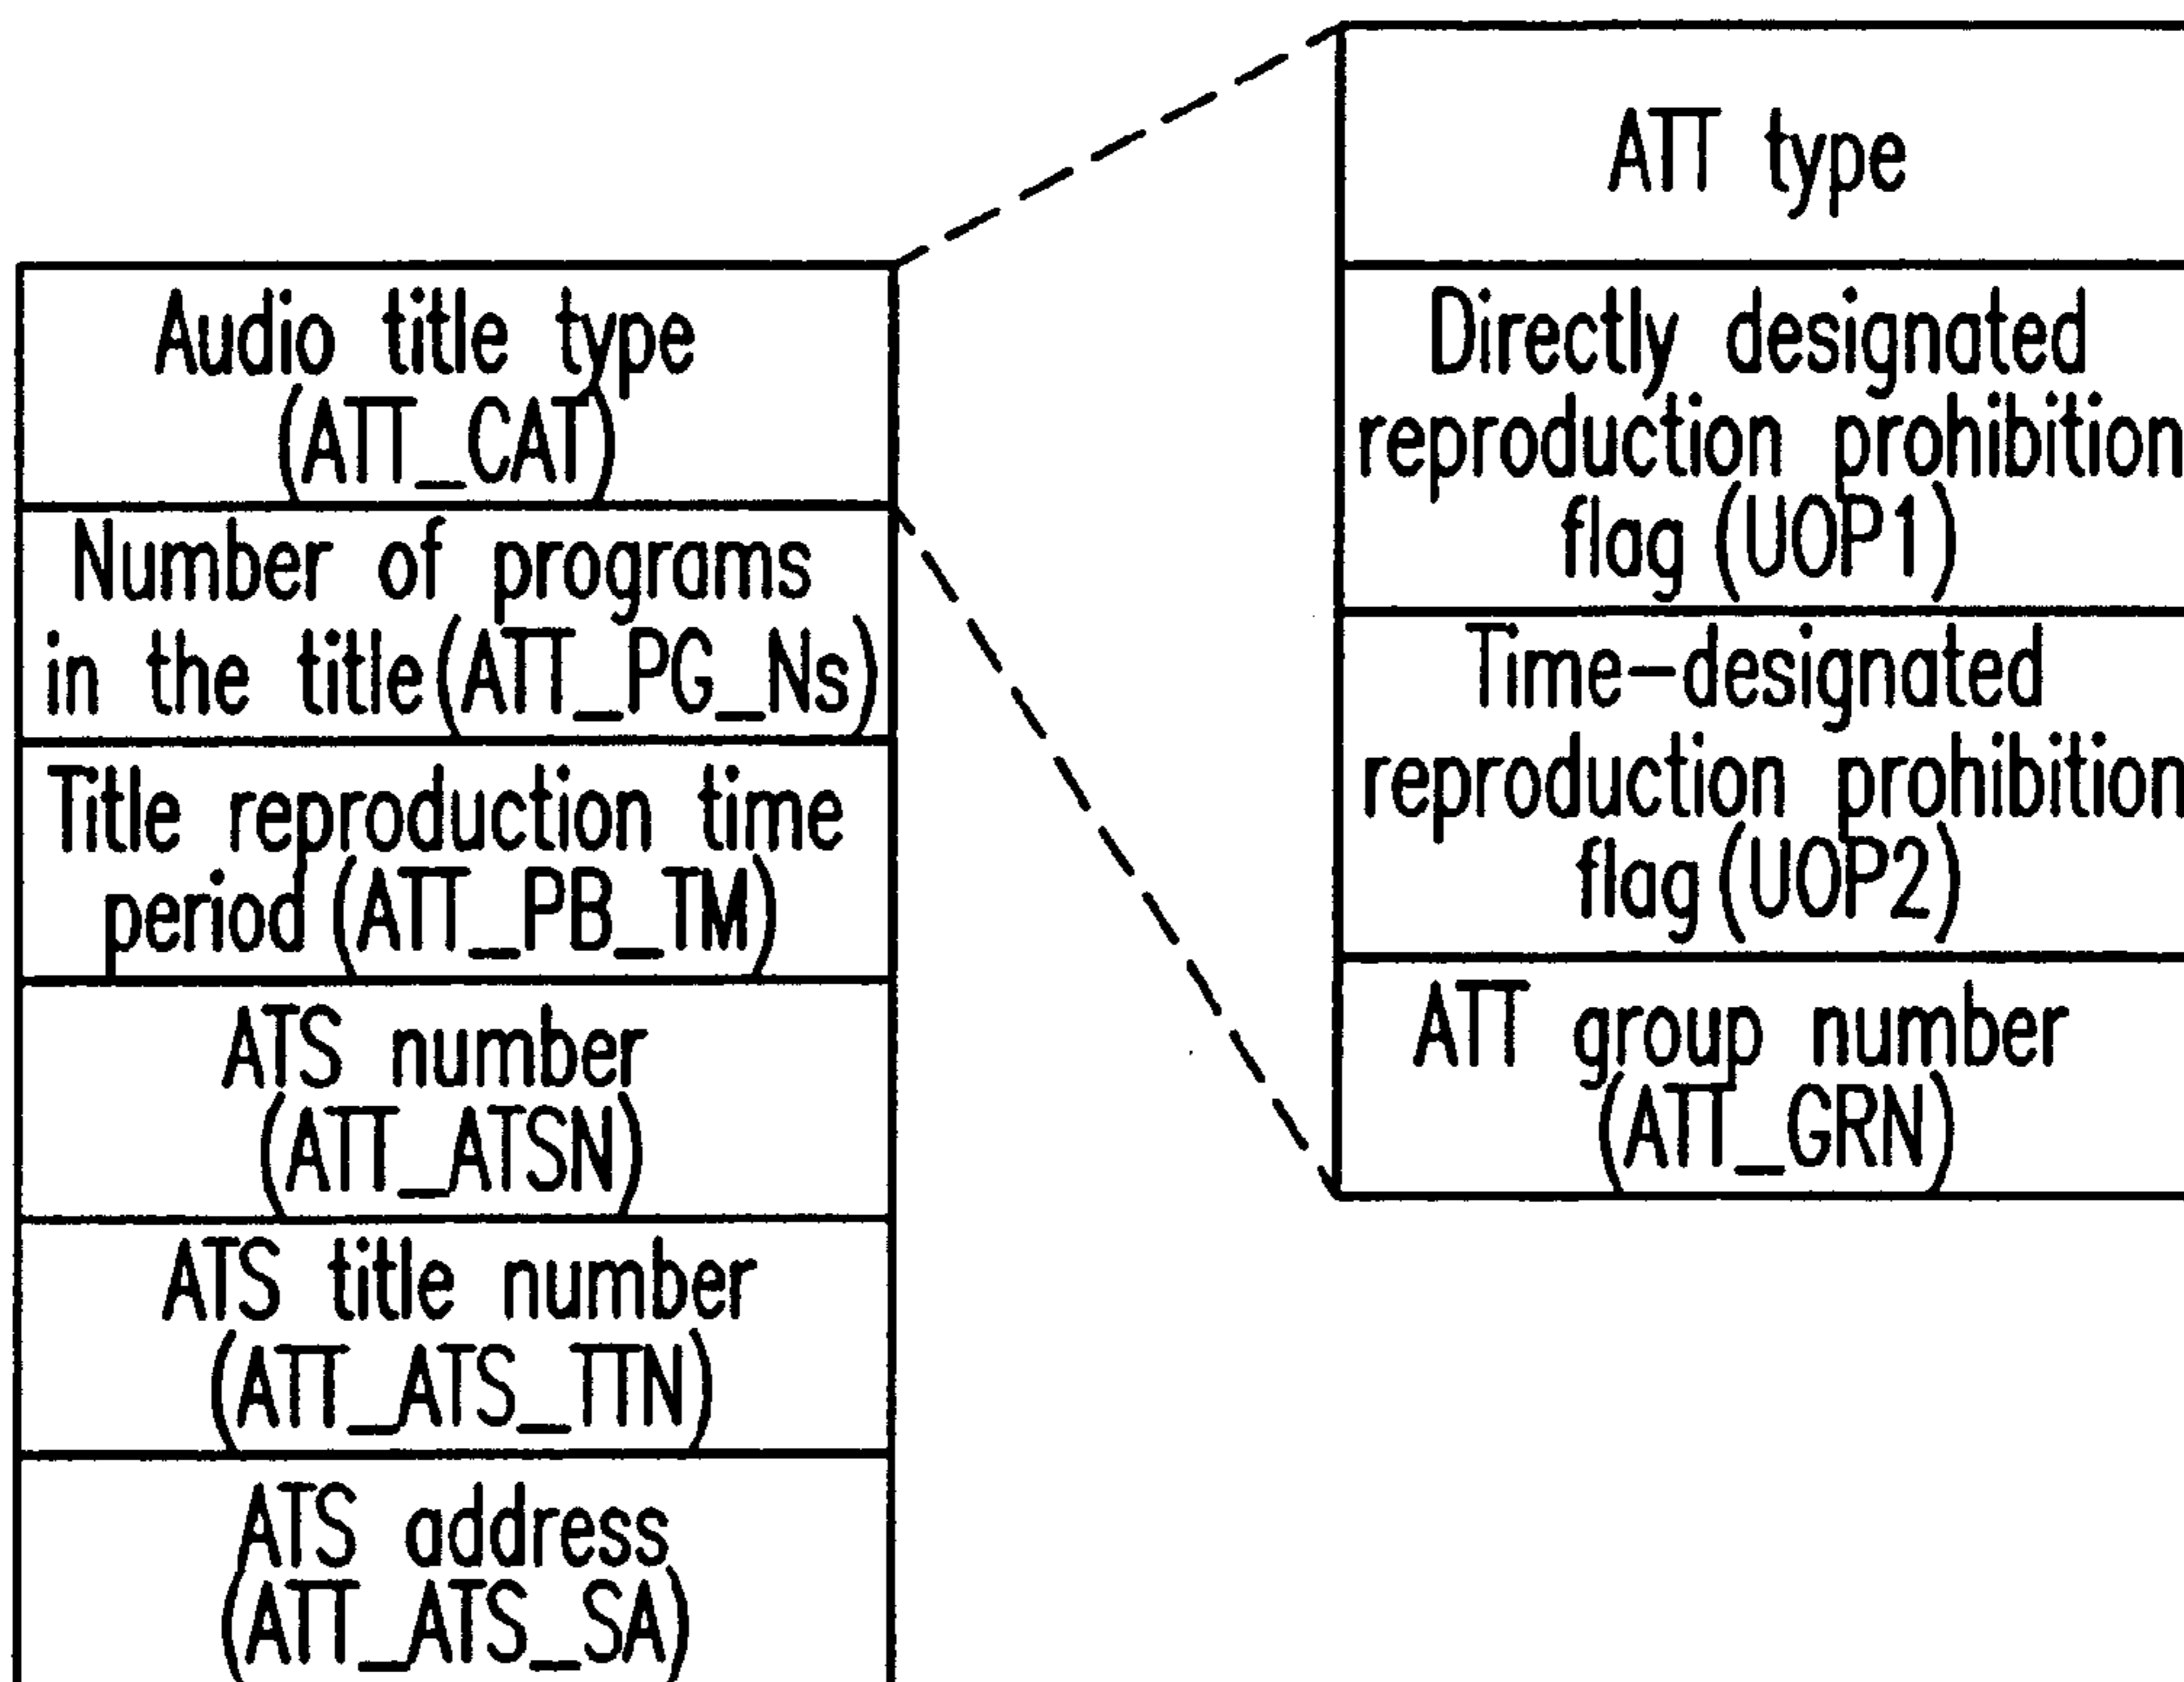 Audio title type
(ATT_CAT)
Number of programs
in the title(ATT_PG_Ns)
Title reproduction time
period (ATT_PB_TM)
ATS number
(ATT_ATSN)
ATS title number
(ATT_ATS_TTN)
ATS address
(ATT_ATS_SA)
ATT type
Directly designated
reproduction prohibition
flag (UOP1)
Time-designated
reproduction prohibition
flag (UOP2)
ATT group number
(ATT_GRN)